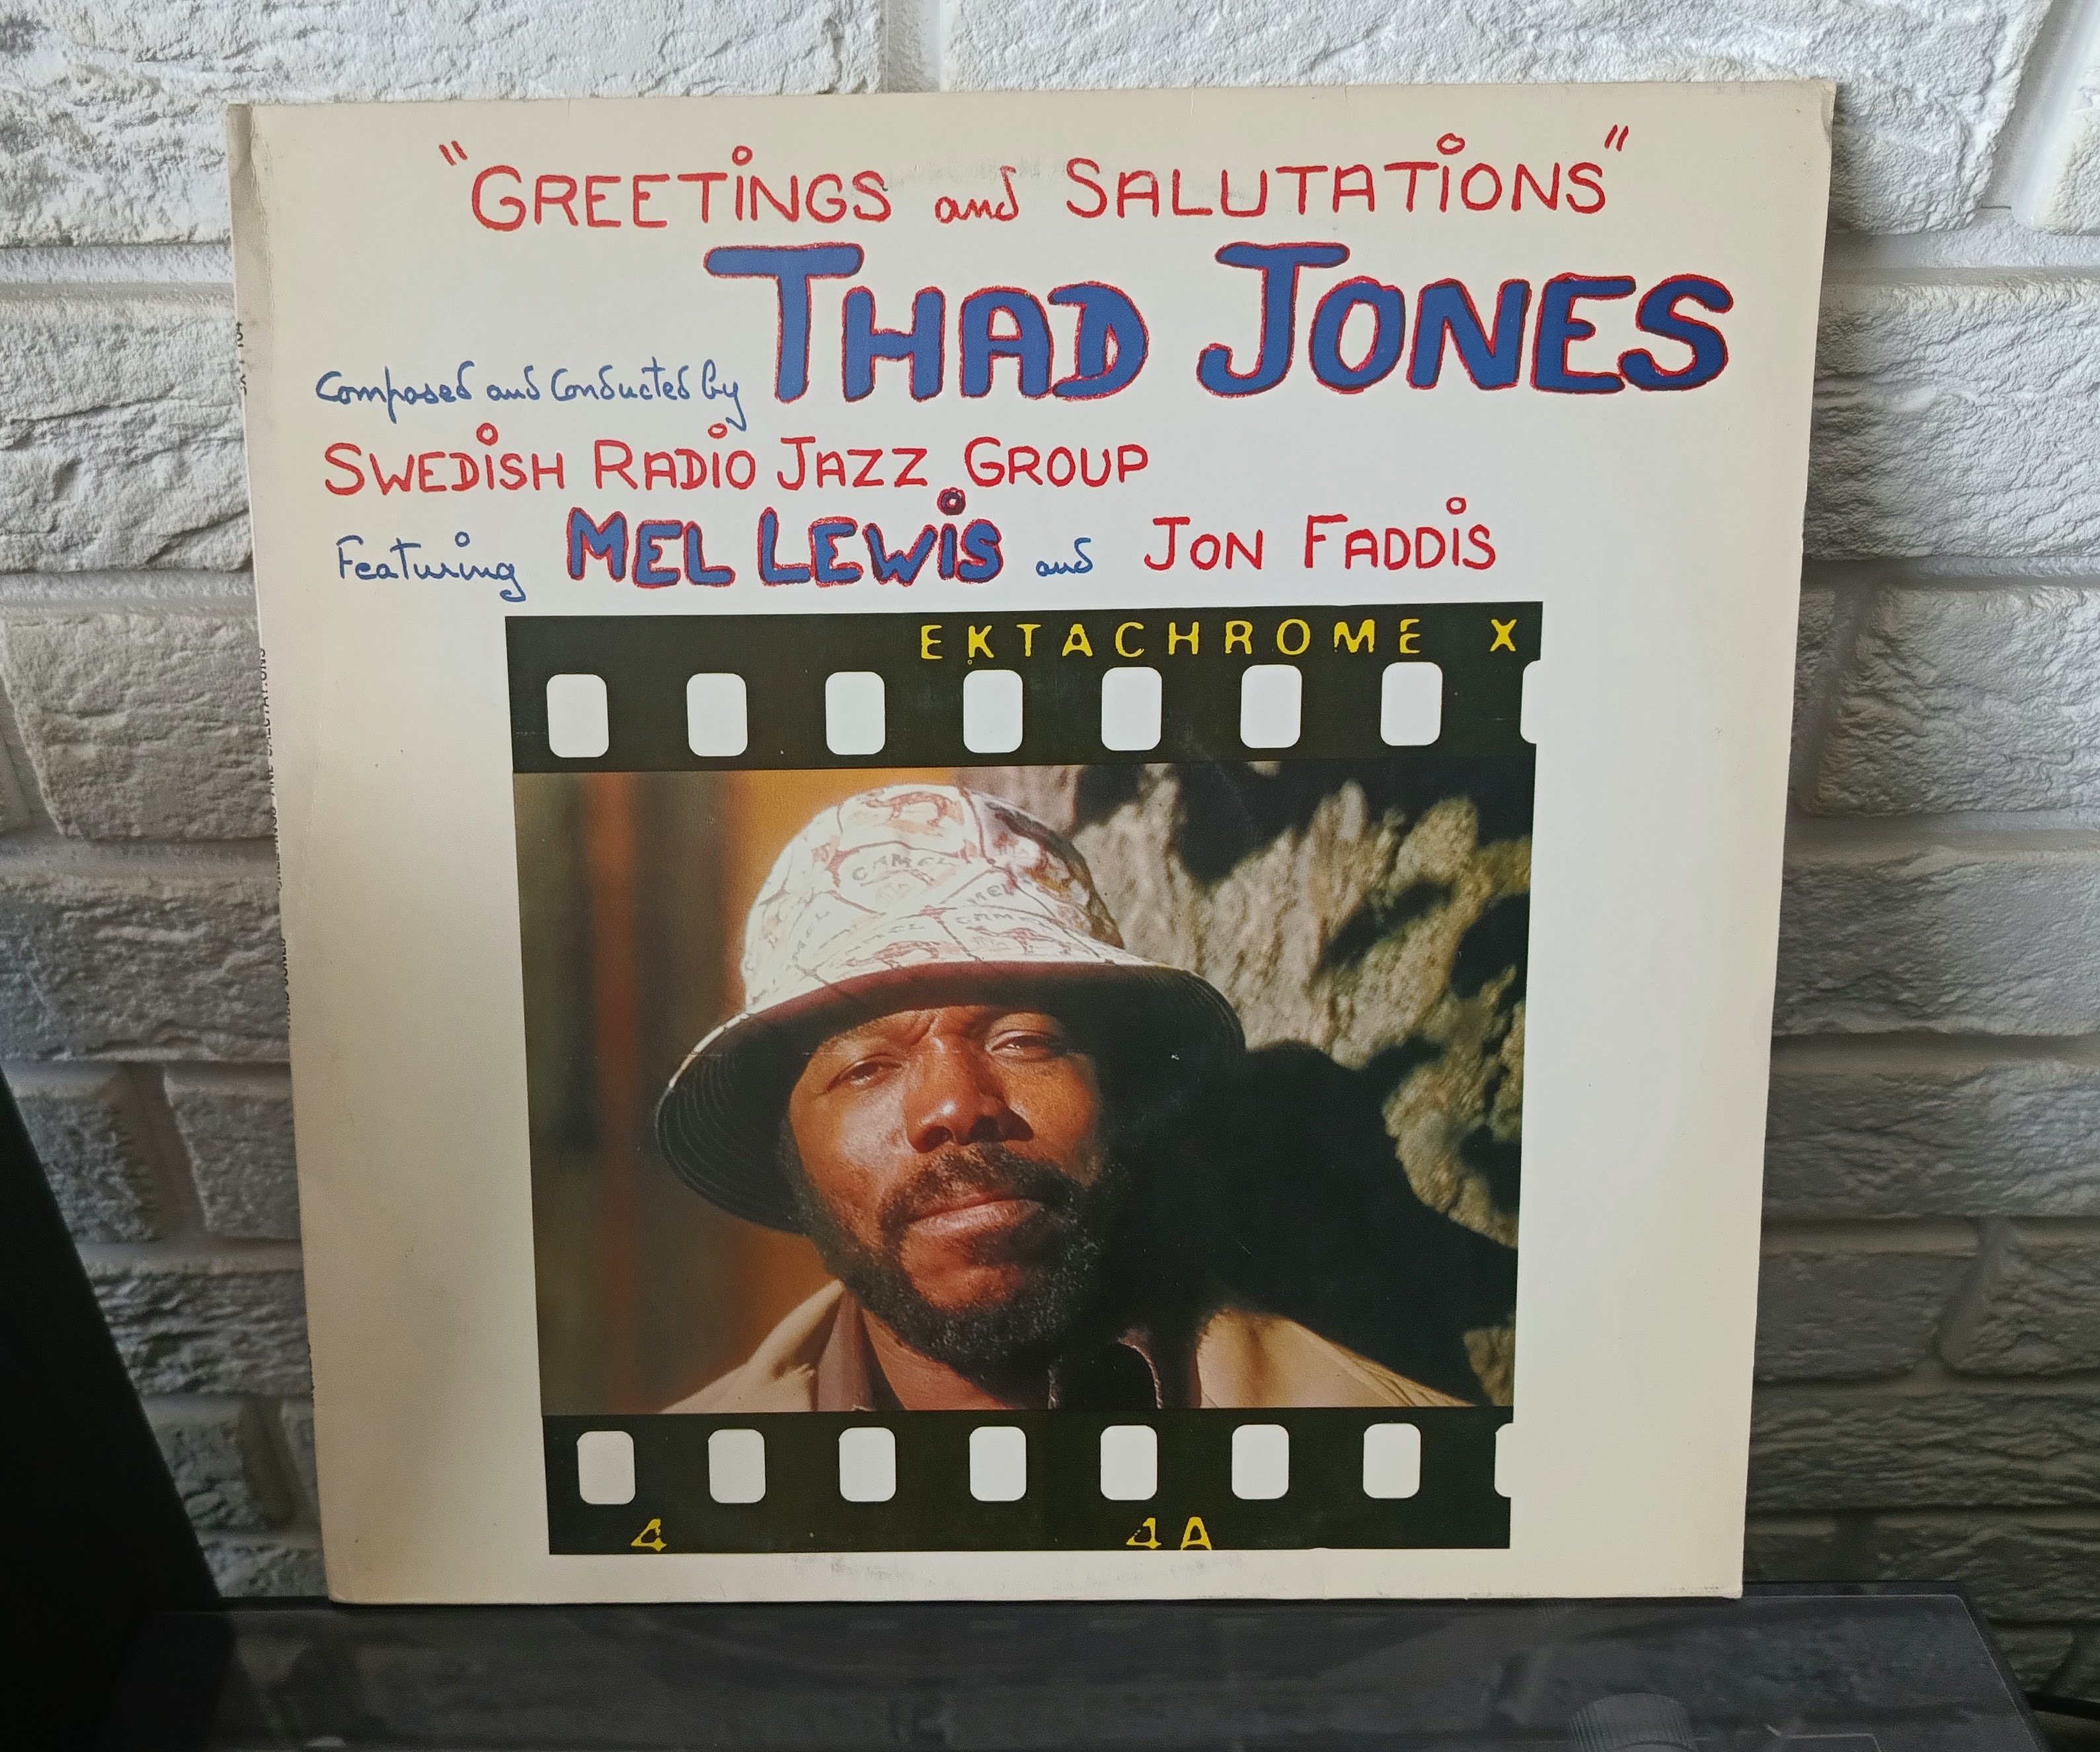 "GREETiNGS and SALUTATiONS"
THAD JONES
Composed and Conducted by
SWEDiSH RADiO JAZZ GROUP
Featuring MEL LEWiS and JON FADDiS
EKTACHROME X
CAMEL
4 4A